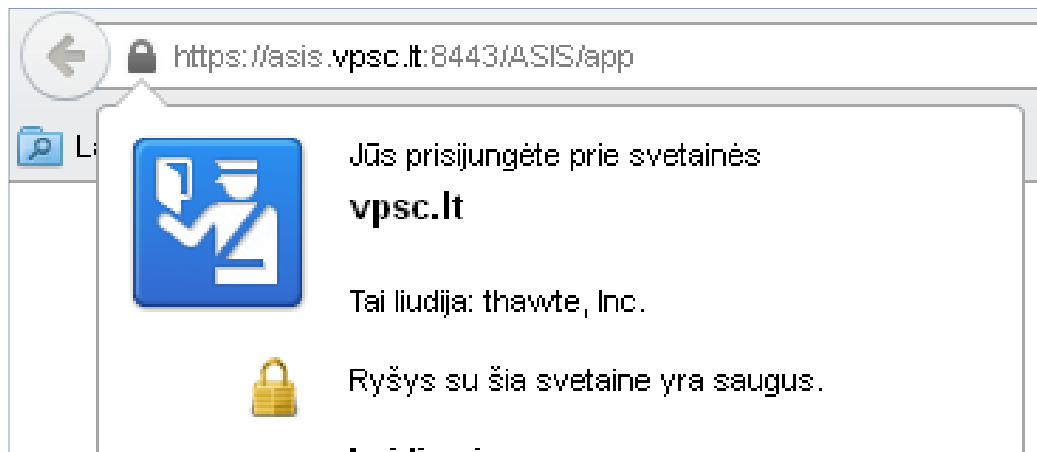 https://asis.vpsc.lt:8443/ASIS/app
Jūs prisijungėte prie svetainės
vpsc.lt
Tai liudija: thawte, Inc.
Ryšys su šia svetaine yra saugus.